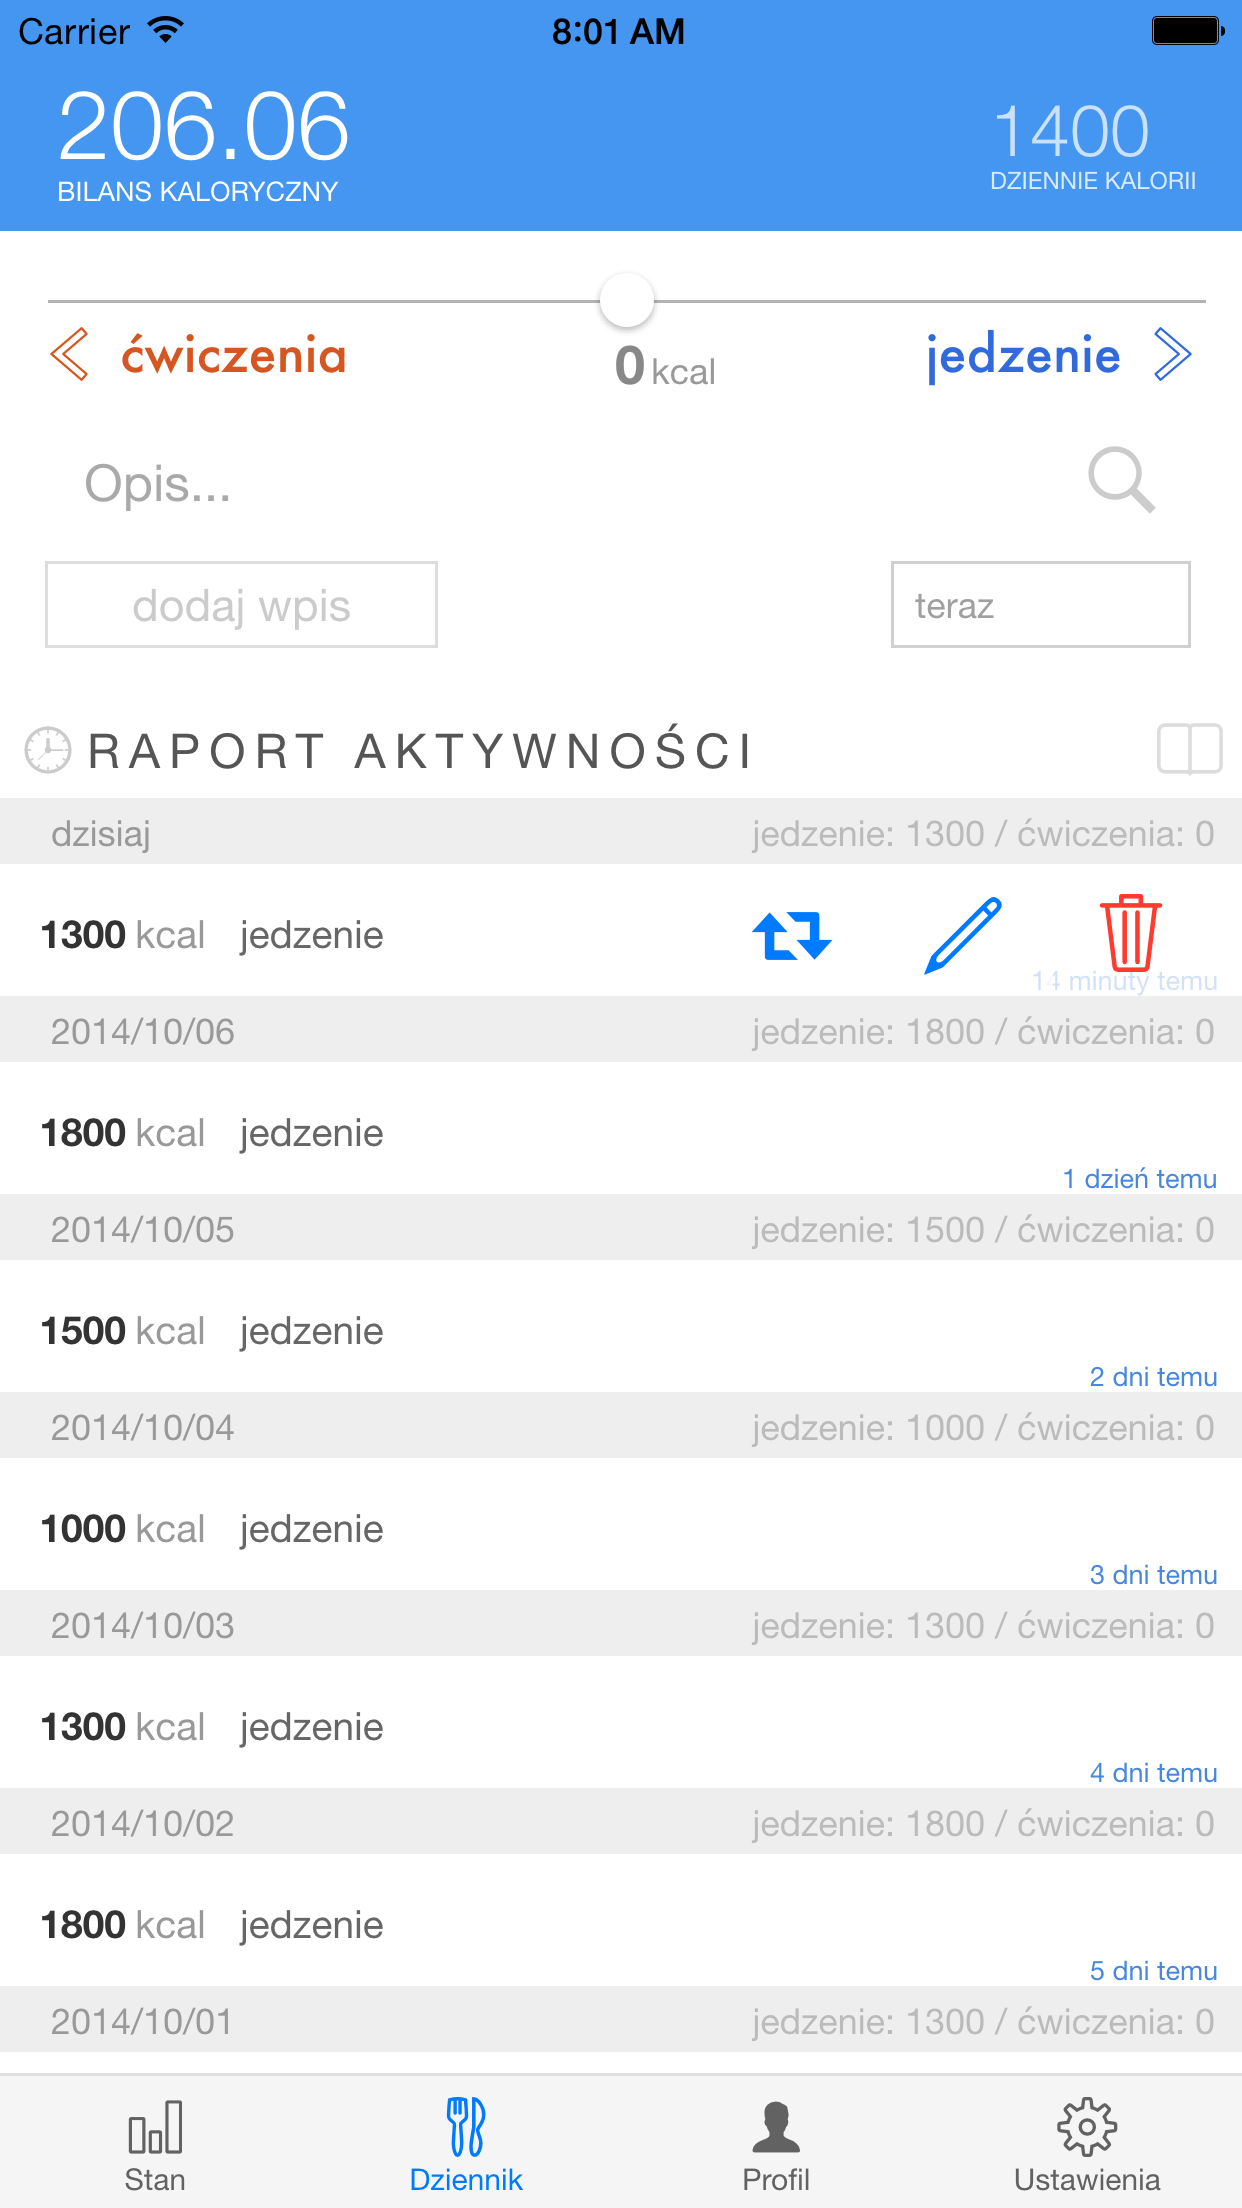 Carrier 8:01 AM
206.06 1400
BILANS KALORYCZNY DZIENNIE KALORII
ćwiczenia 0 kcal jedzenie
Opis...
dodaj wpis teraz
RAPORT AKTYWNOŚCI
dzisiaj jedzenie: 1300 / ćwiczenia: 0
1300 kcal jedzenie
minuty temu
2014/10/06 jedzenie: 1800 / ćwiczenia: 0
1800 kcal jedzenie
1 dzień temu
2014/10/05 jedzenie: 1500 / ćwiczenia: 0
1500 kcal jedzenie
2 dni temu
2014/10/04 jedzenie: 1000 / ćwiczenia: 0
1000 kcal jedzenie
3 dni temu
2014/10/03 jedzenie: 1300 / ćwiczenia: 0
1300 kcal jedzenie
4 dni temu
2014/10/02 jedzenie: 1800 / ćwiczenia: 0
1800 kcal jedzenie
5 dni temu
2014/10/01 jedzenie: 1300 / ćwiczenia: 0
Stan Dziennik Profil Ustawienia